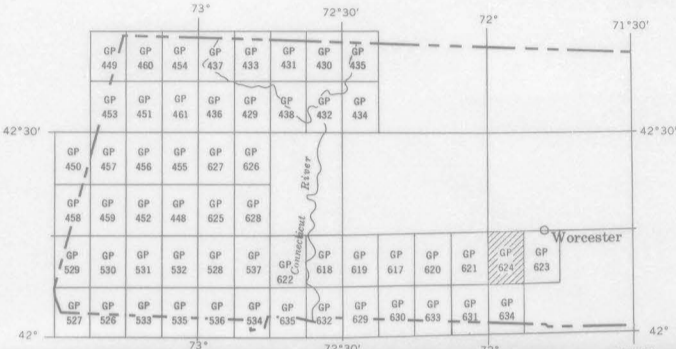 73° 72°30' 72° 71°30'
GP GP GP GP GP GP GP GP
449 460 454 437 433 431 430 435
GP GP GP GP GP GP GP GP
453 451 461 436 429 438 432 434
42°30' 42°30'
GP GP GP GP GP GP
450 457 456 455 627 626
GP GP GP GP GP GP
458 459 452 448 625 628
Connecticut River
Worcester
GP GP GP GP GP GP GP GP GP GP GP GP GP GP
529 530 531 532 528 537 622 618 619 617 620 621 624 623
GP GP GP GP GP GP GP GP GP GP GP GP GP
527 526 533 535 *536 534 *635 632 629 630 633 631 634
42° 42°
73° 72°30' 72°